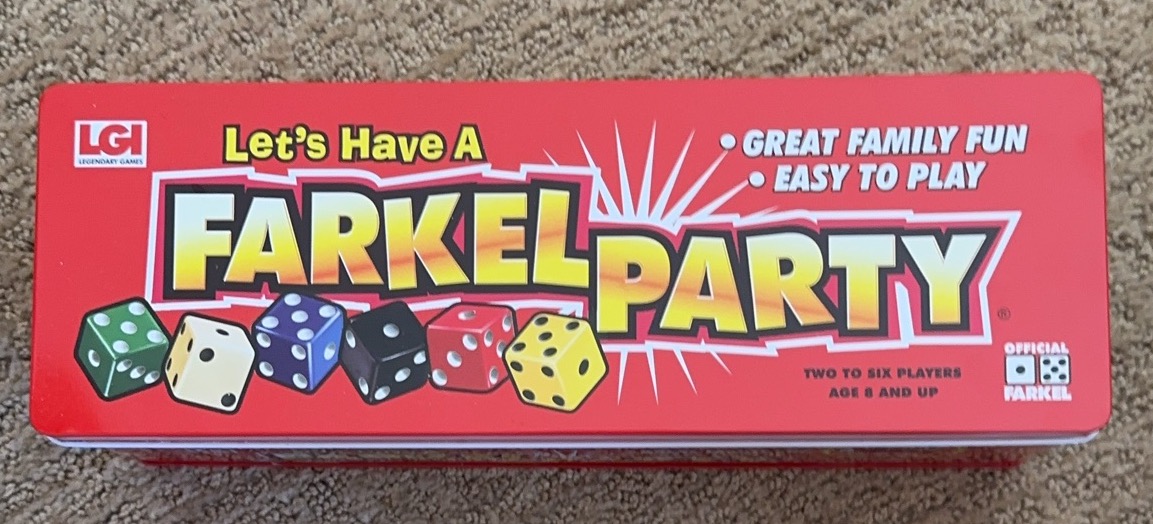 LGI
LEGENDARY GAMES
Let's Have A
FARKEL PARTY®
• GREAT FAMILY FUN
• EASY TO PLAY
TWO TO SIX PLAYERS
AGE 8 AND UP
OFFICIAL
FARKEL